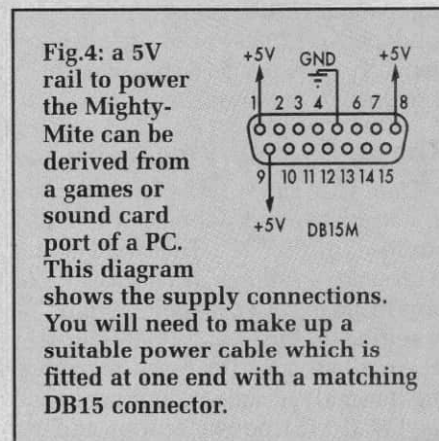 Fig.4: a 5V
rail to power
the Mighty-
Mite can be
derived from
a games or
sound card
port of a PC.
This diagram
shows the supply connections.
You will need to make up a
suitable power cable which is
fitted at one end with a matching
DB15 connector.
+5V GND +5V
1 2 3 4 6 7 8
9 10 11 12 13 14 15
+5V DB15M